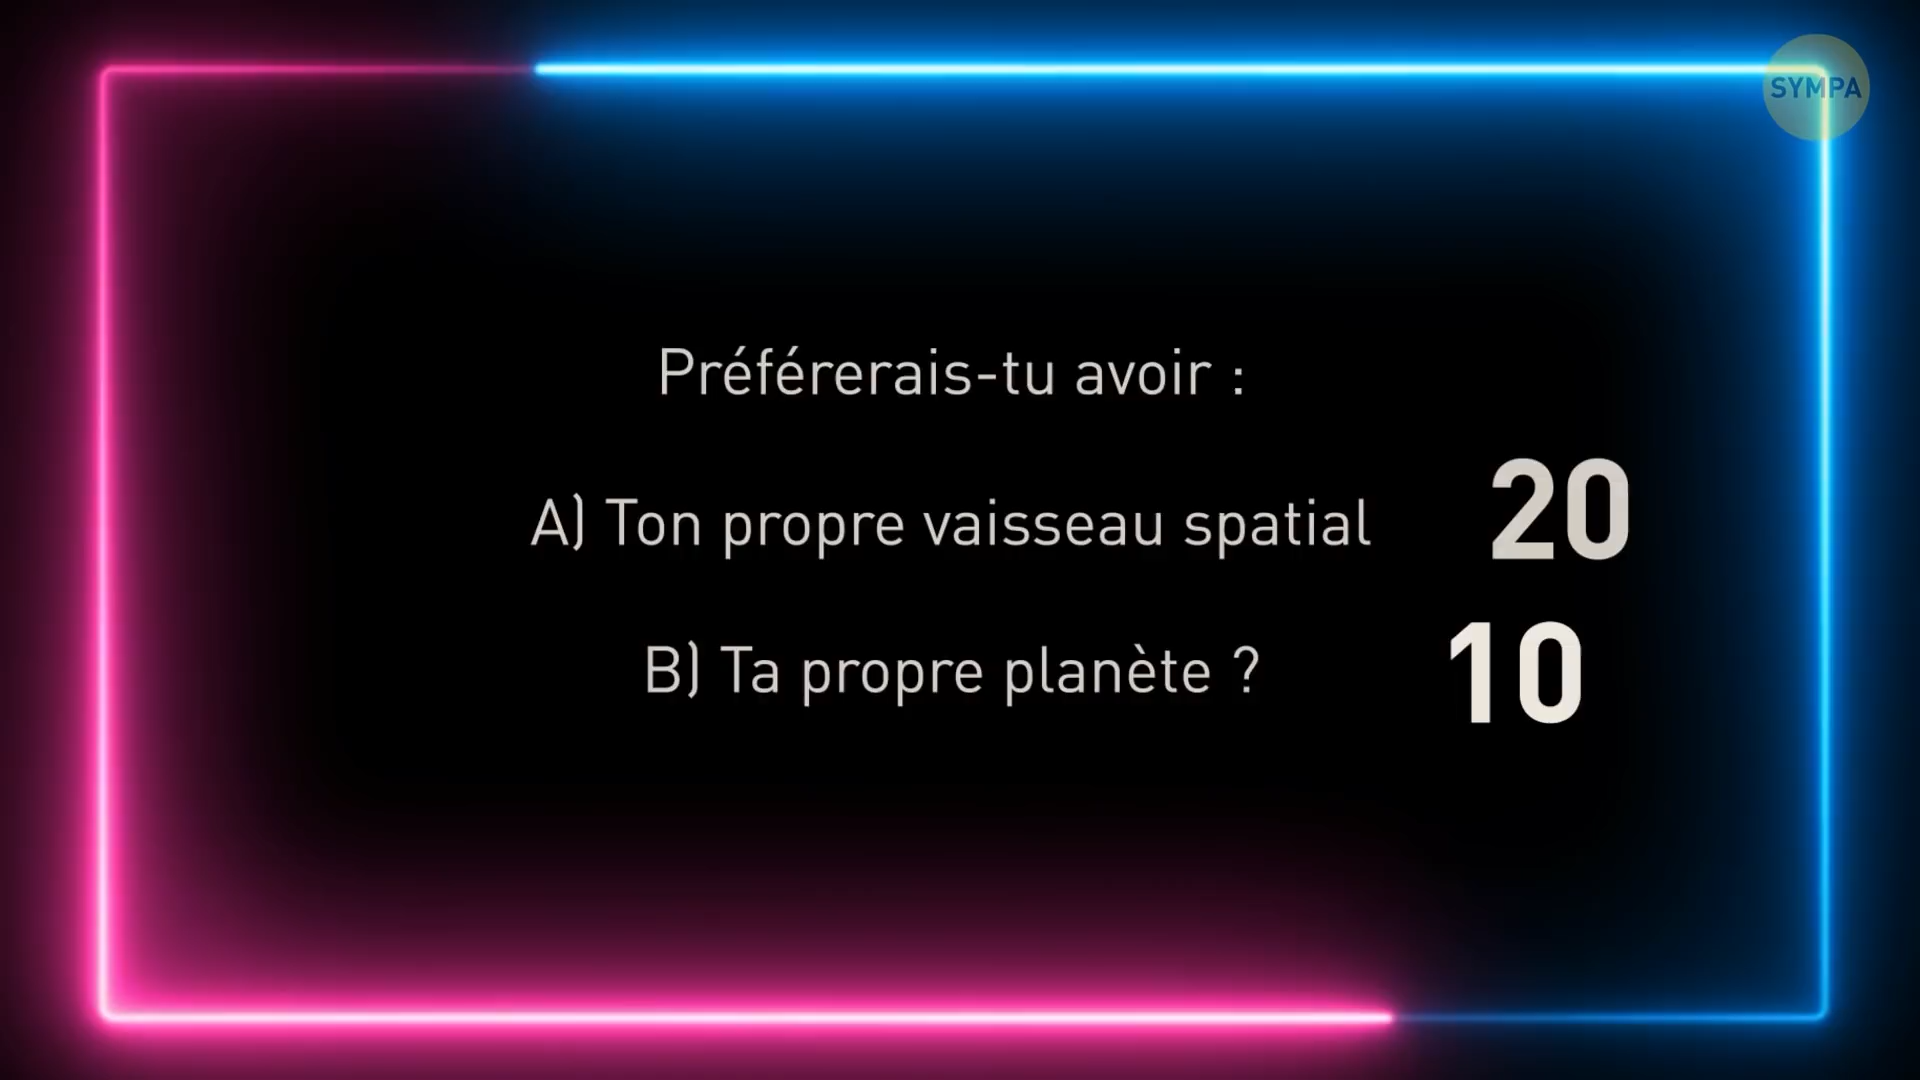 SYMPA
Préférerais-tu avoir :
A) Ton propre vaisseau spatial 20
B) Ta propre planète ? 10